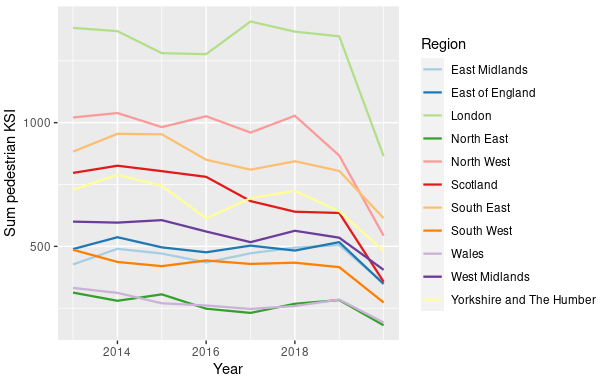 Sum pedestrian KSI
1000
500
2014
2016
2018
Year
Region
East Midlands
East of England
London
North East
North West
Scotland
South East
South West
Wales
West Midlands
Yorkshire and The Humber